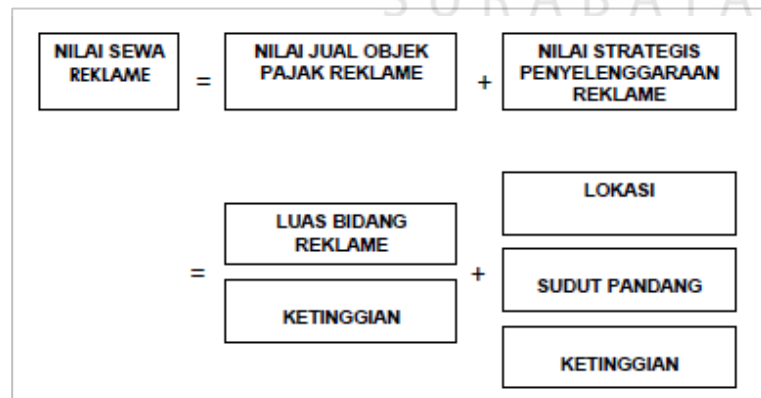 SURABAYA
NILAI SEWA
REKLAME
=
NILAI JUAL OBJEK
PAJAK REKLAME
+
NILAI STRATEGIS
PENYELENGGARAAN
REKLAME
=
LUAS BIDANG
REKLAME
KETINGGIAN
+
LOKASI
SUDUT PANDANG
KETINGGIAN